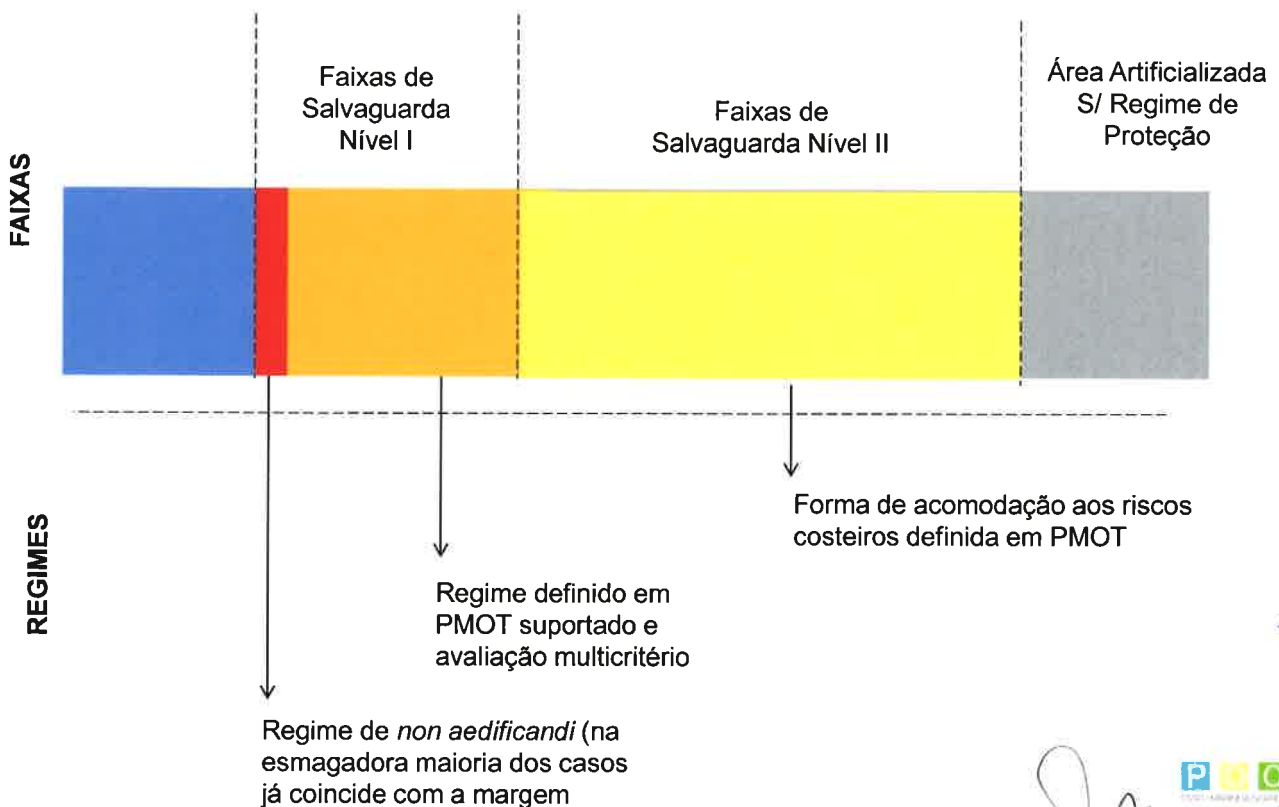 Faixas de
Salvaguarda
Nível I
Faixas de
Salvaguarda Nível II
Área Artificializada
S/ Regime de
Proteção
FAIXAS
REGIMES
Forma de acomodação aos riscos
costeiros definida em PMOT
Regime definido em
PMOT suportado e
avaliação multicritério
Regime de non aedificandi (na
esmagadora maioria dos casos
já coincide com a margem
P O C